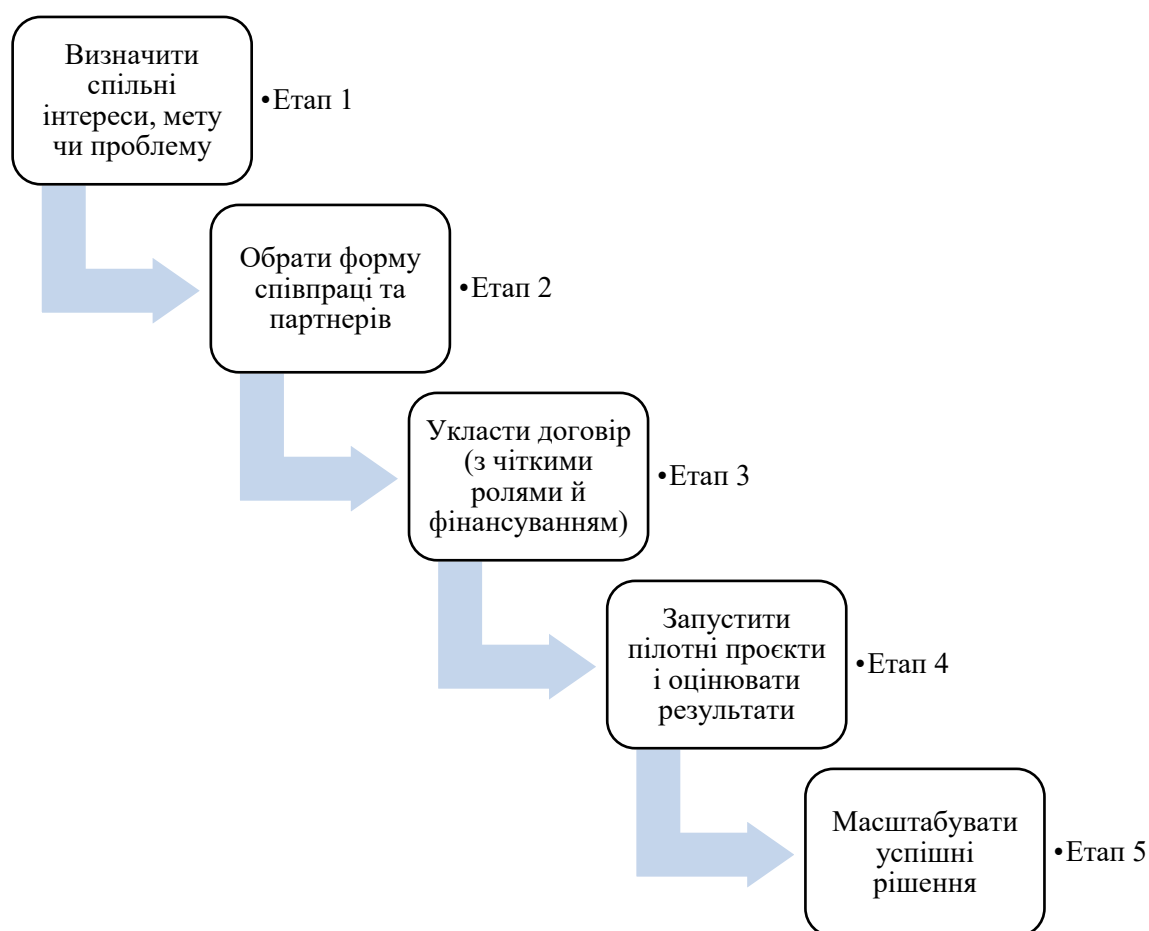 Визначити
спільні
інтереси, мету
чи проблему
•Етап 1
Обрати форму
співпраці та
партнерів
•Етап 2
Укласти договір
(з чіткими
ролями й
фінансуванням)
•Етап 3
Запустити
пілотні проєкти
і оцінювати
результати
•Етап 4
Масштабувати
успішні
рішення
•Етап 5